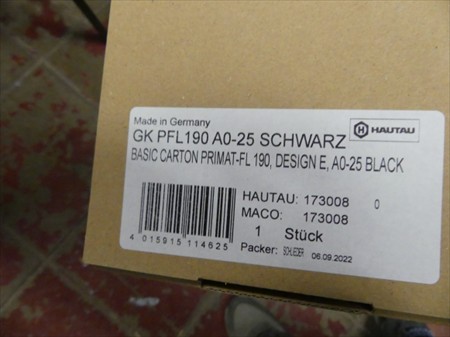 Made in Germany
GK PFL190 A0-25 SCHWARZ
HAUTAU
BASIC CARTON PRIMAT-FL 190, DESIGN E, A0-25 BLACK
HAUTAU: 173008 0
MACO: 173008
1 Stück
4 015915 114625
Packer: SCHLIEDER 06.09.2022